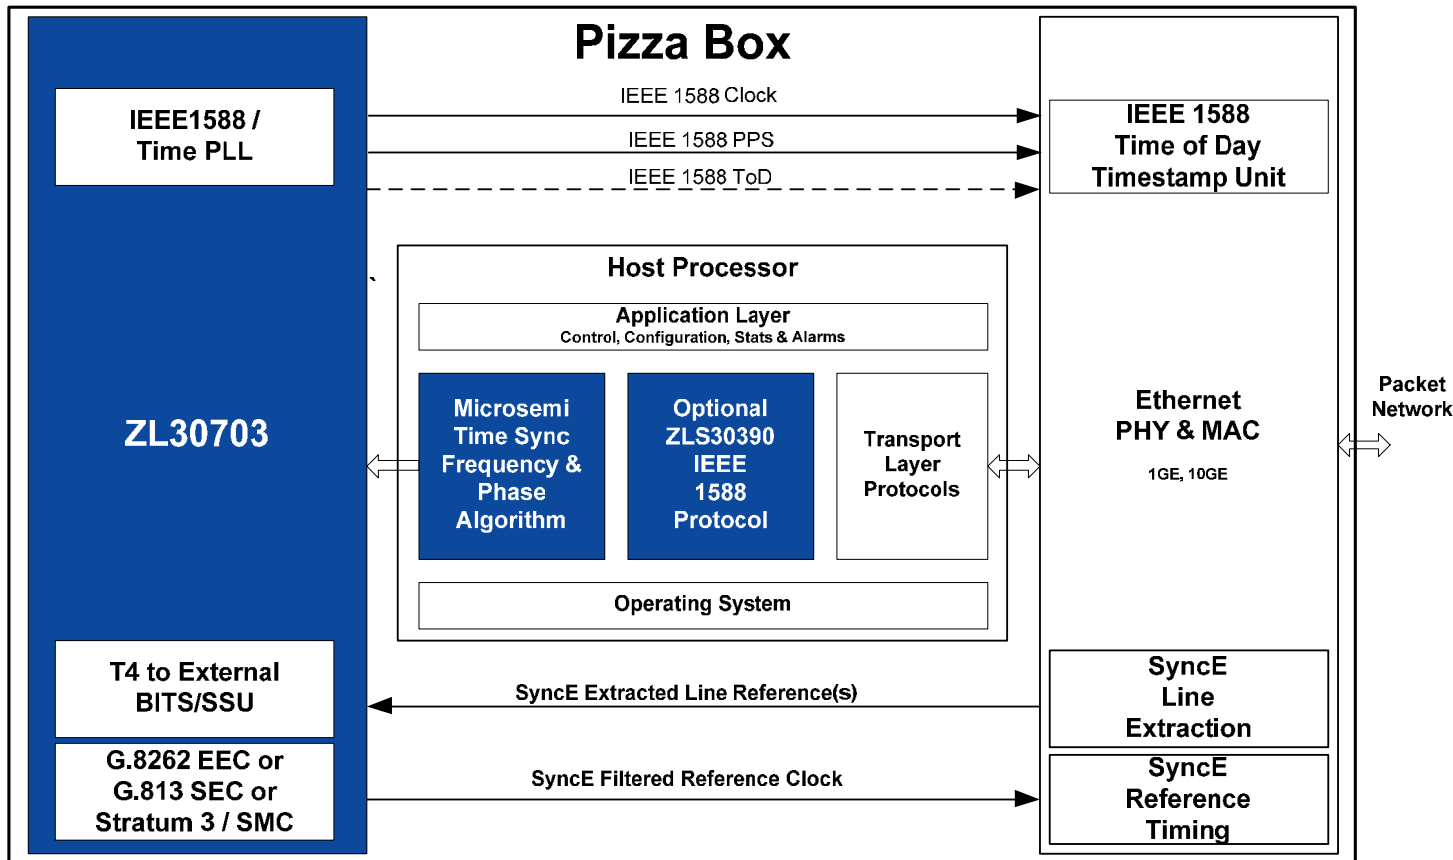 Pizza Box
IEEE1588 /
Time PLL
IEEE 1588 Clock
IEEE 1588 PPS
IEEE 1588 ToD
IEEE 1588
Time of Day
Timestamp Unit
Host Processor
Application Layer
Control, Configuration, Stats & Alarms
ZL30703
Microsemi
Time Sync
Frequency &
Phase
Algorithm
Optional
ZLS30390
IEEE
1588
Protocol
Transport
Layer
Protocols
Ethernet
PHY & MAC
1GE, 10GE
Packet
Network
Operating System
T4 to External
BITS/SSU
SyncE Extracted Line Reference(s)
SyncE
Line
Extraction
G.8262 EEC or
G.813 SEC or
Stratum 3 / SMC
SyncE Filtered Reference Clock
SyncE
Reference
Timing